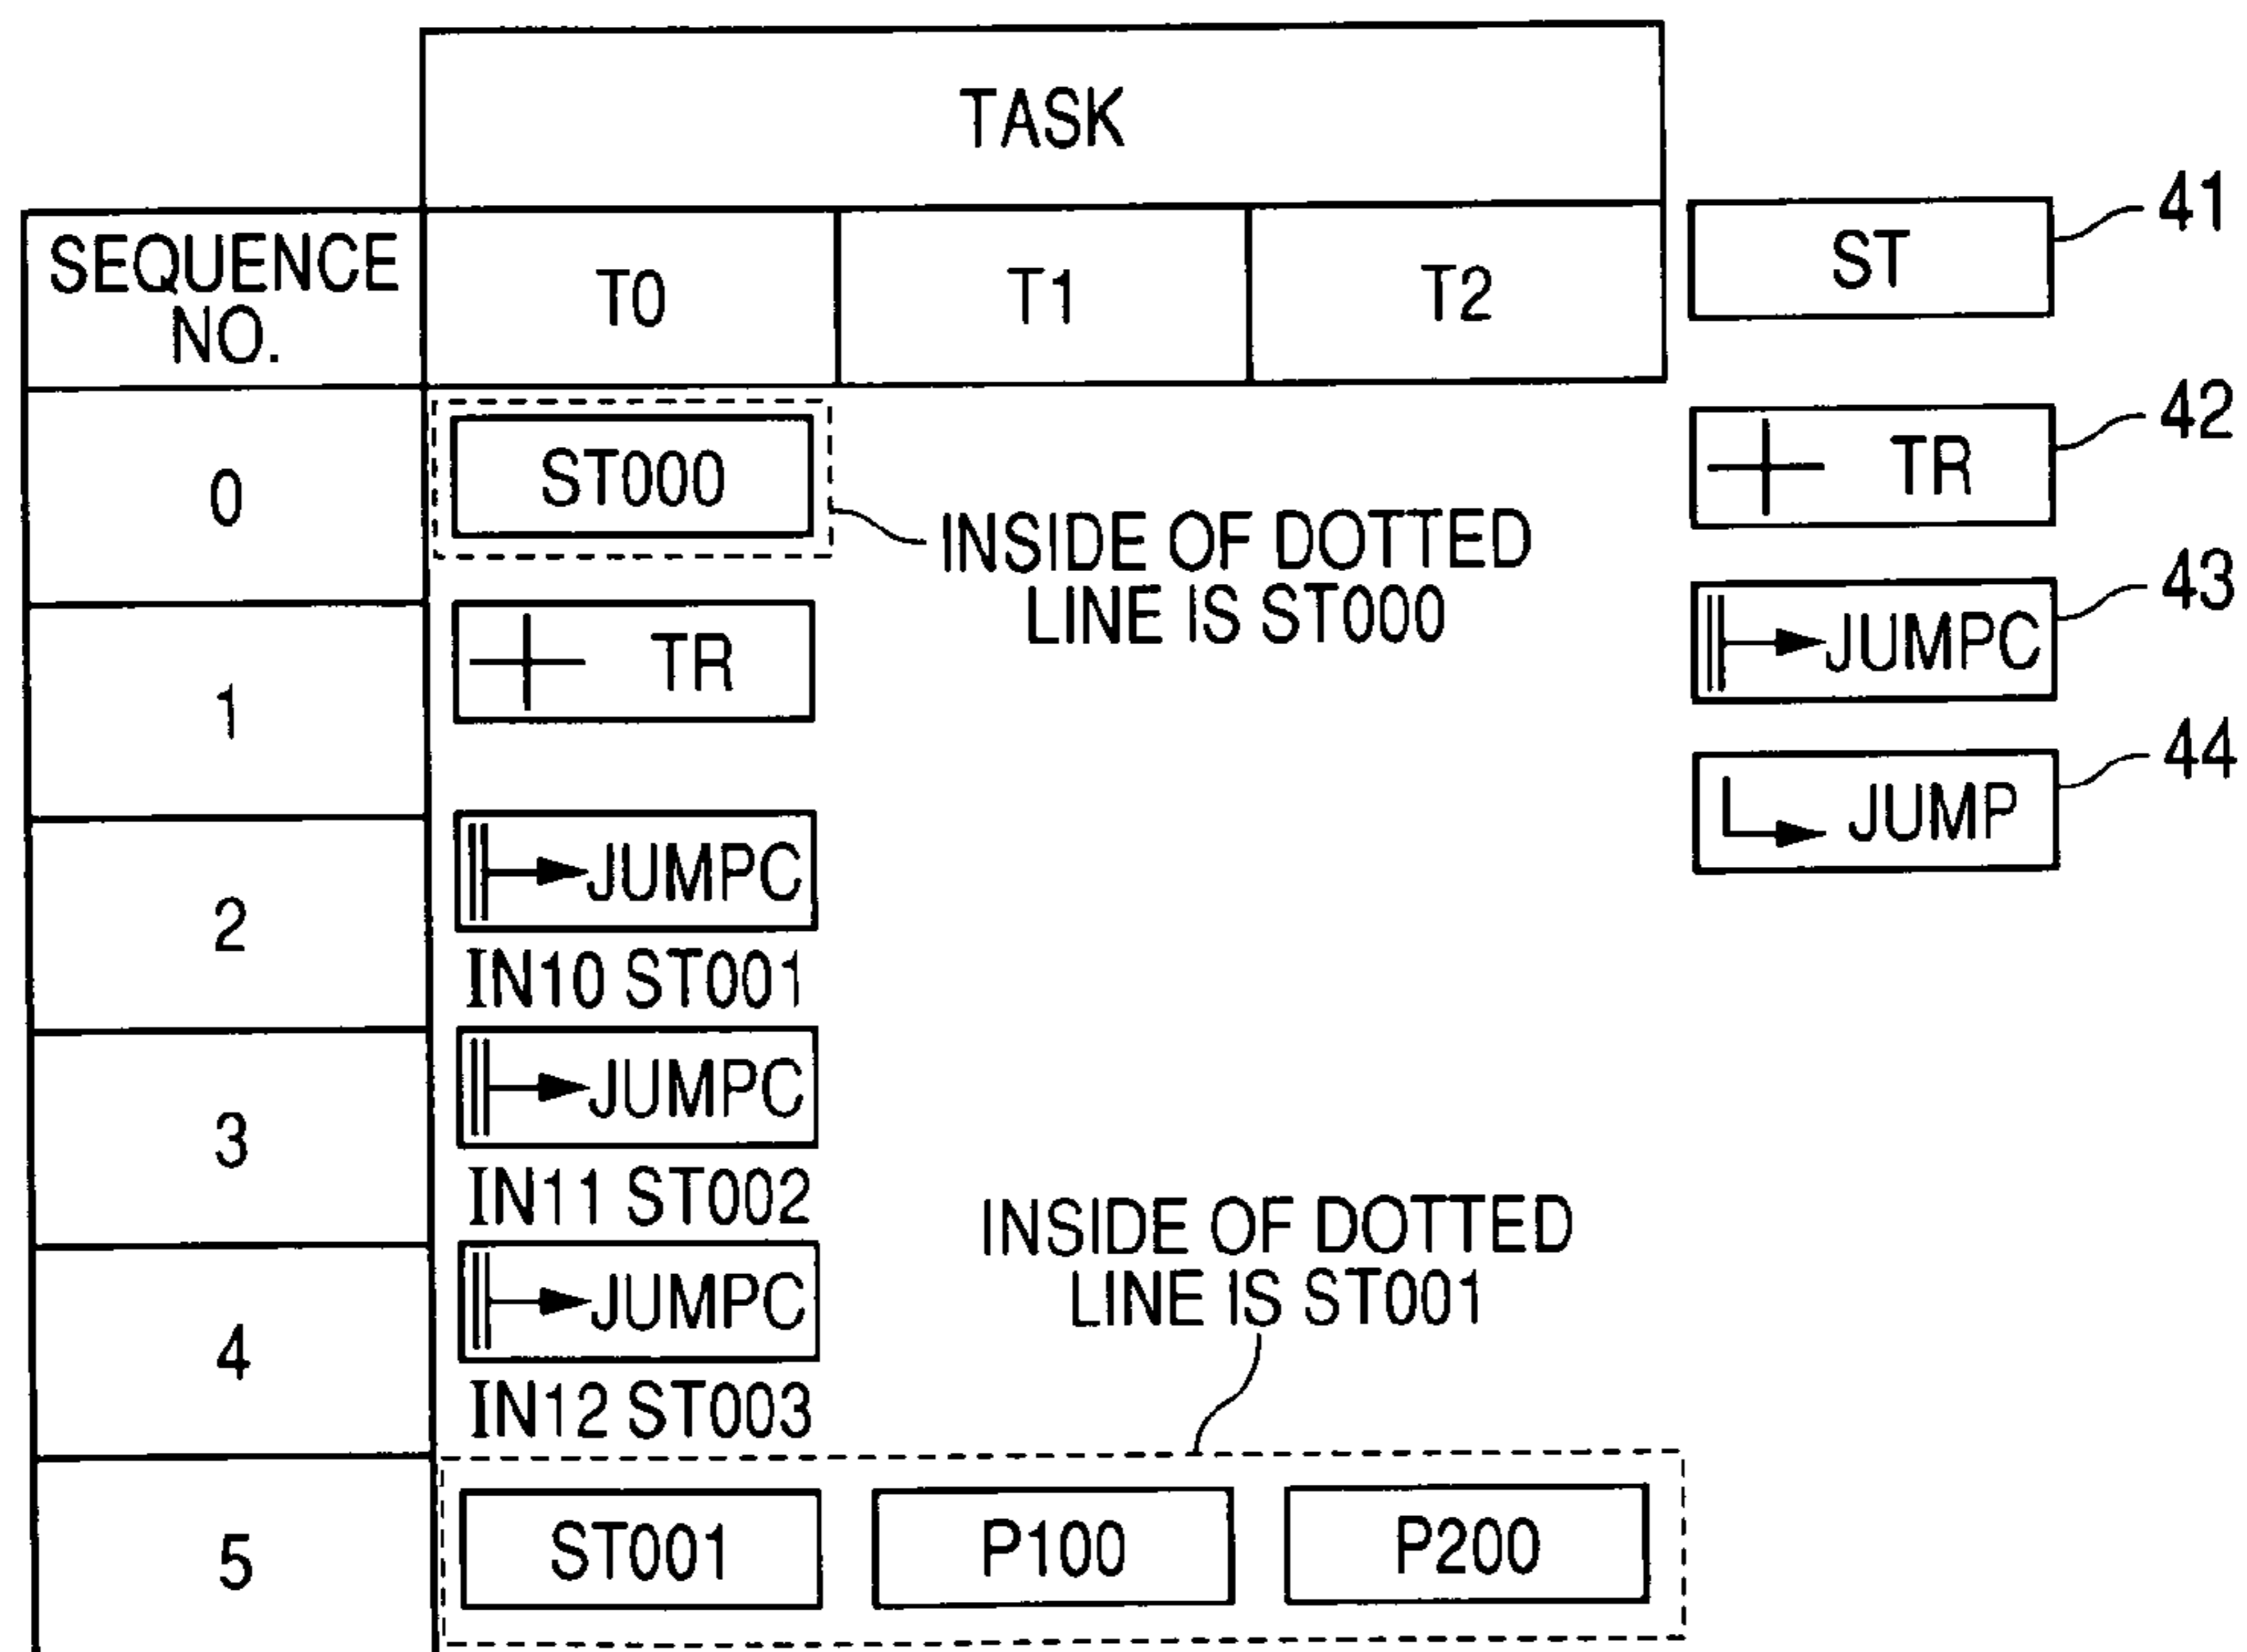 TASK
SEQUENCE
NO.
T0
T1
T2
ST
41
TR
42
JUMPC
43
JUMP
44
0
ST000
INSIDE OF DOTTED
LINE IS ST000
1
TR
2
JUMPC
IN10 ST001
3
JUMPC
IN11 ST002
4
JUMPC
IN12 ST003
INSIDE OF DOTTED
LINE IS ST001
5
ST001
P100
P200